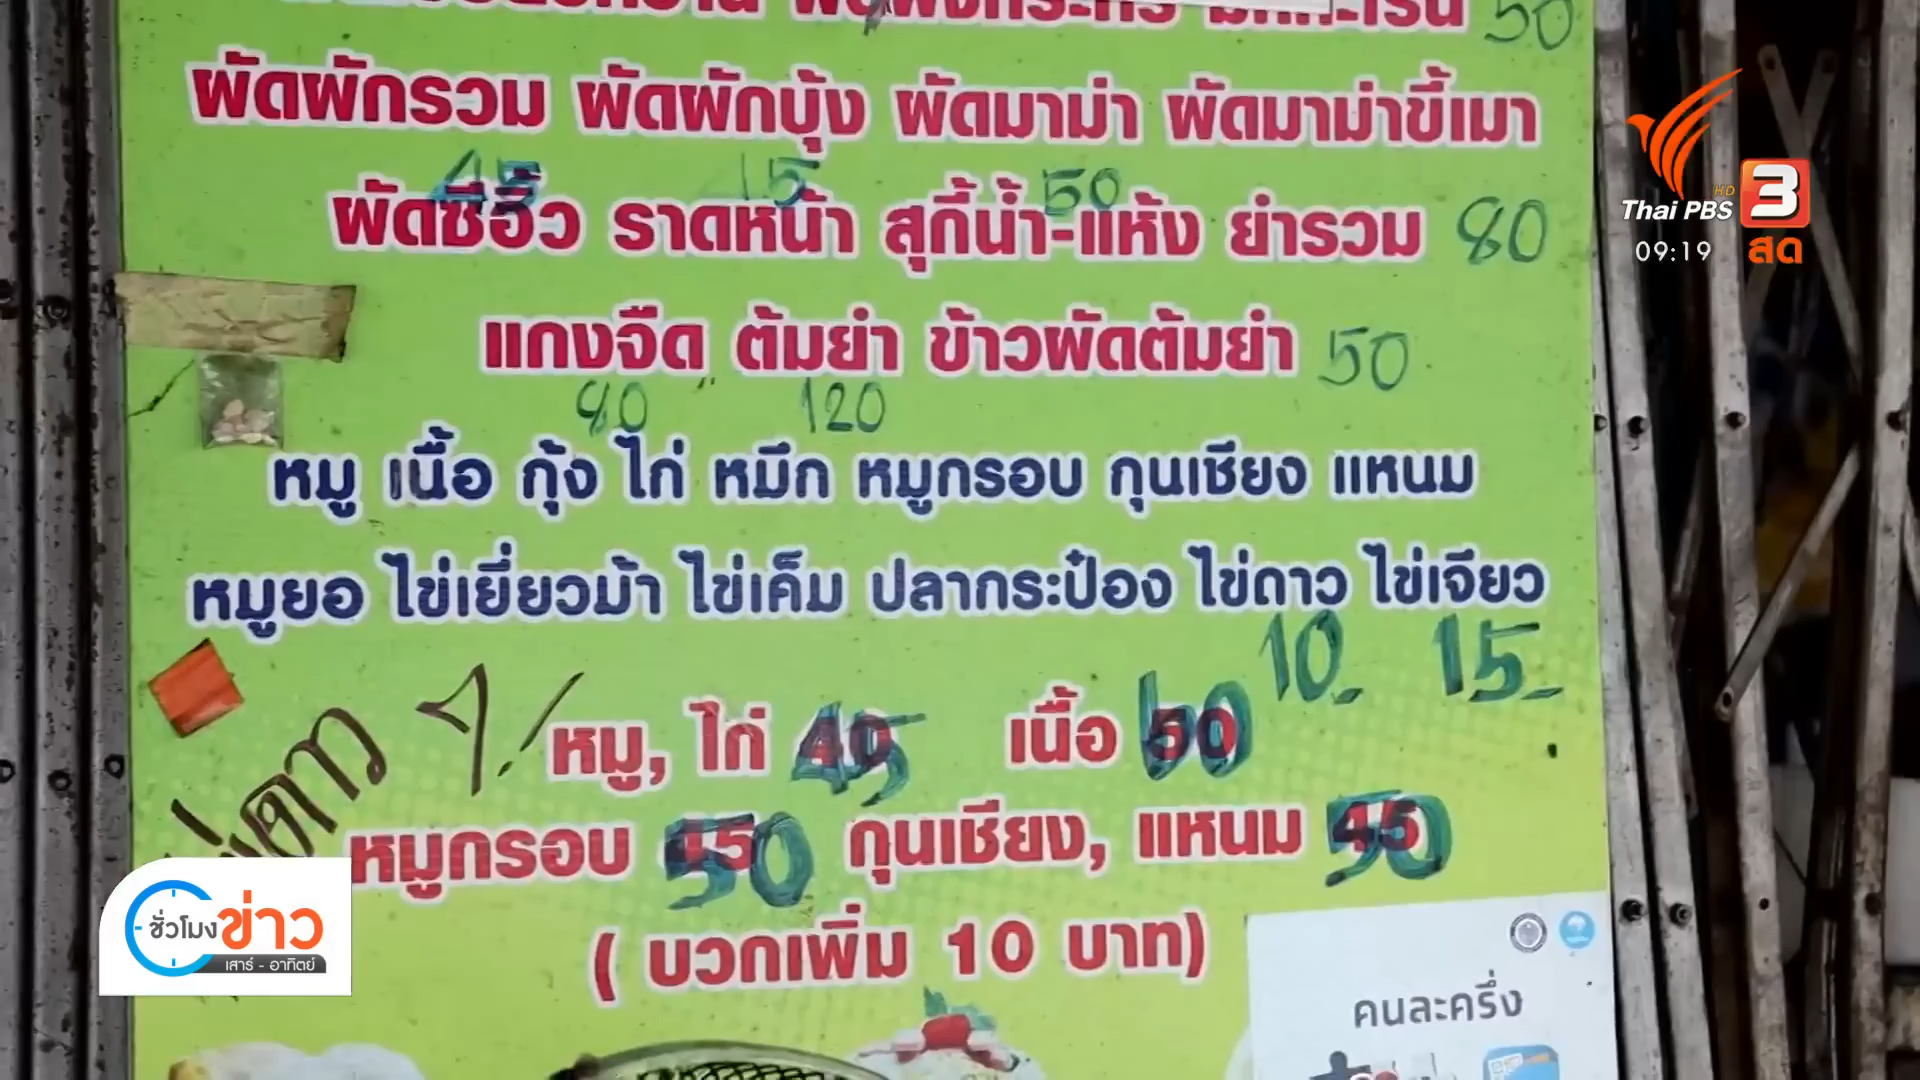 50
ผัดผักรวม ผัดผักบุ้ง ผัดมาม่า ผัดมาม่าขี้เมา
45 45 50
ผัดซีอิ๊ว ราดหน้า สุกี้น้ำ-แห้ง ยำรวม 80
แกงจืด ต้มยำ ข้าวผัดต้มยำ 50
80 120
หมู เนื้อ กุ้ง ไก่ หมึก หมูกรอบ กุนเชียง แหนม
หมูยอ ไข่เยี่ยวม้า ไข่เค็ม ปลากระป๋อง ไข่ดาว ไข่เจียว
10.- 15.-
หมู, ไก่ 45 เนื้อ 60
หมูกรอบ 50 กุนเชียง, แหนม 50
( บวกเพิ่ม 10 บาท)
คนละครึ่ง
Thai PBS HD 3
09:19 สด
ชั่วโมง ข่าว
เสาร์ - อาทิตย์